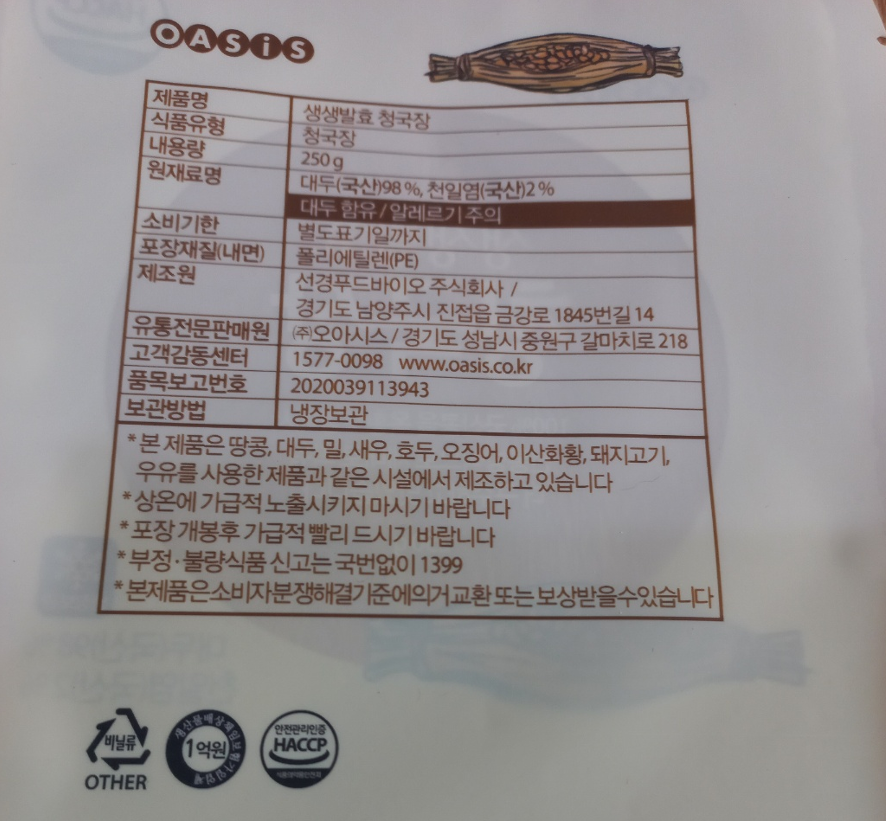 OASiS
제품명 생생발효 청국장
식품유형 청국장
내용량 250 g
원재료명 대두(국산)98 %, 천일염(국산)2 %
대두 함유 / 알레르기 주의
소비기한 별도표기일까지
포장재질(내면) 폴리에틸렌(PE)
제조원 선경푸드바이오 주식회사 /
경기도 남양주시 진접읍 금강로 1845번길 14
유통전문판매원 ㈜오아시스 / 경기도 성남시 중원구 갈마치로 218
고객감동센터 1577-0098 www.oasis.co.kr
품목보고번호 2020039113943
보관방법 냉장보관
* 본 제품은 땅콩, 대두, 밀, 새우, 호두, 오징어, 이산화황, 돼지고기,
우유를 사용한 제품과 같은 시설에서 제조하고 있습니다
* 상온에 가급적 노출시키지 마시기 바랍니다
* 포장 개봉후 가급적 빨리 드시기 바랍니다
* 부정·불량식품 신고는 국번없이 1399
* 본제품은소비자분쟁해결기준에의거교환 또는 보상받을수있습니다
비닐류
OTHER
생산물배상책임보험가입업체
1억원
안전관리인증
HACCP